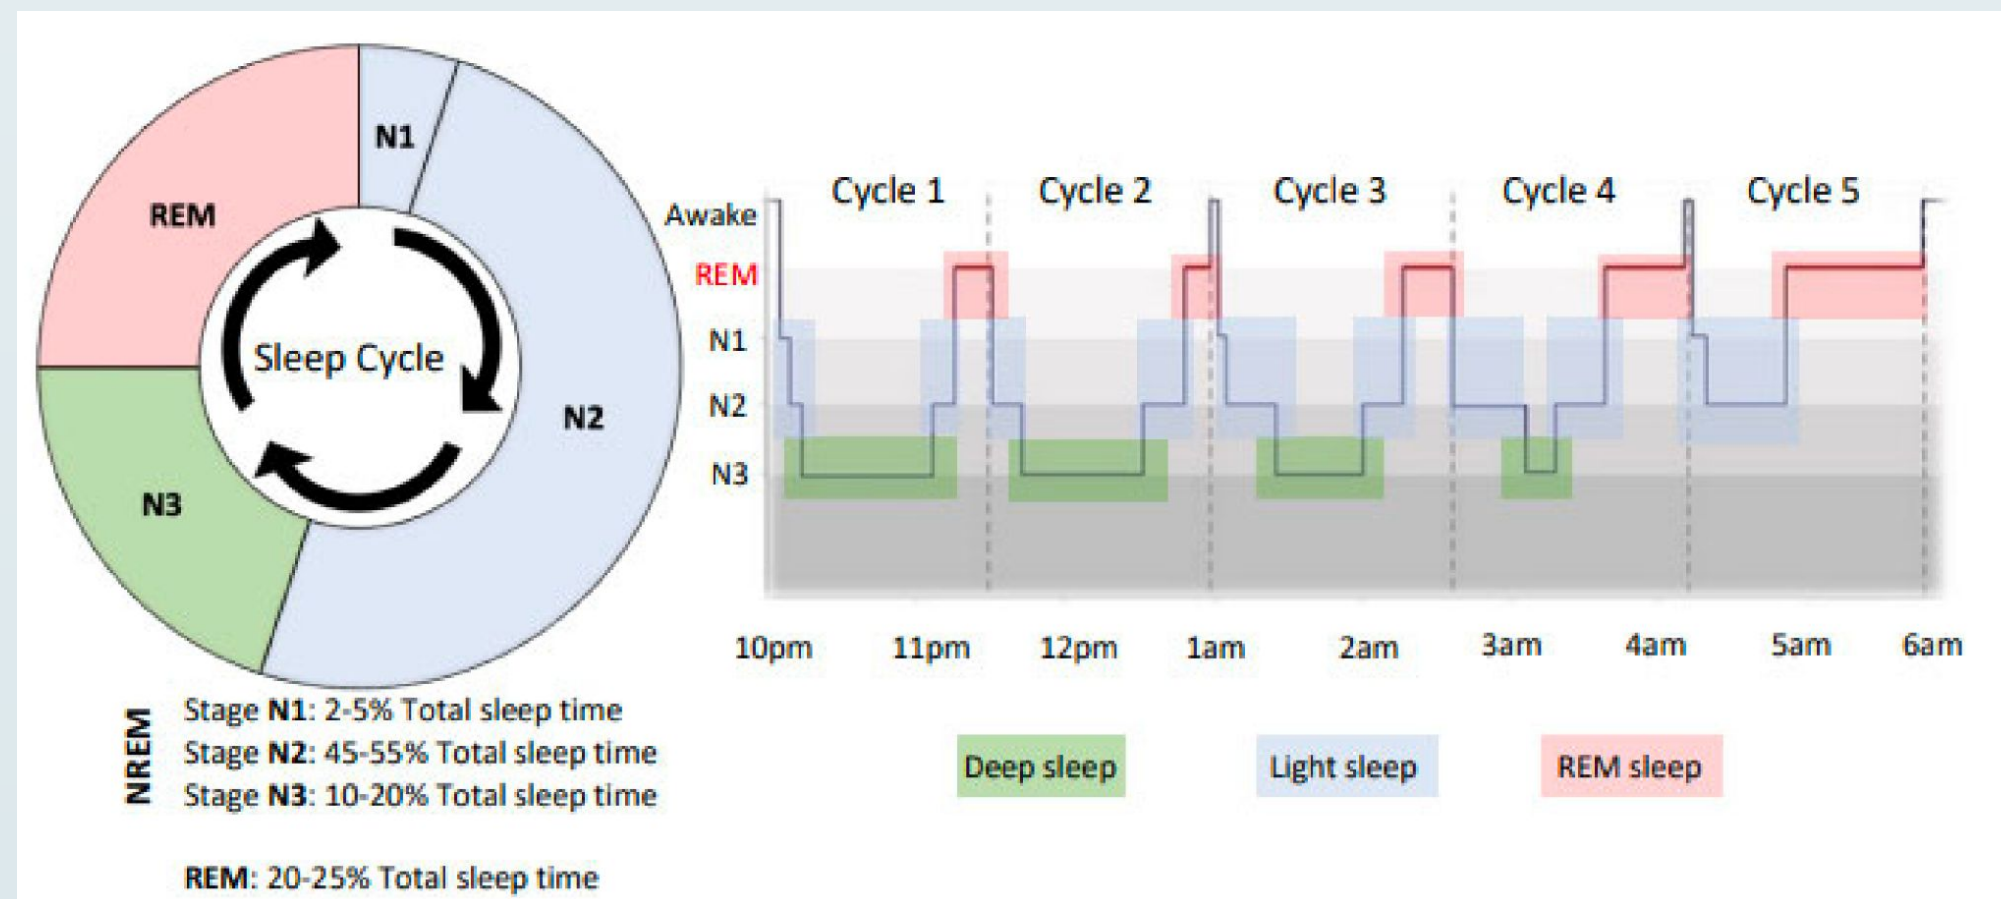 N1
REM
N2
N3
Sleep Cycle
NREM
Stage N1: 2-5% Total sleep time
Stage N2: 45-55% Total sleep time
Stage N3: 10-20% Total sleep time
REM: 20-25% Total sleep time
Cycle 1 Cycle 2 Cycle 3 Cycle 4 Cycle 5
Awake
REM
N1
N2
N3
10pm 11pm 12pm 1am 2am 3am 4am 5am 6am
Deep sleep Light sleep REM sleep